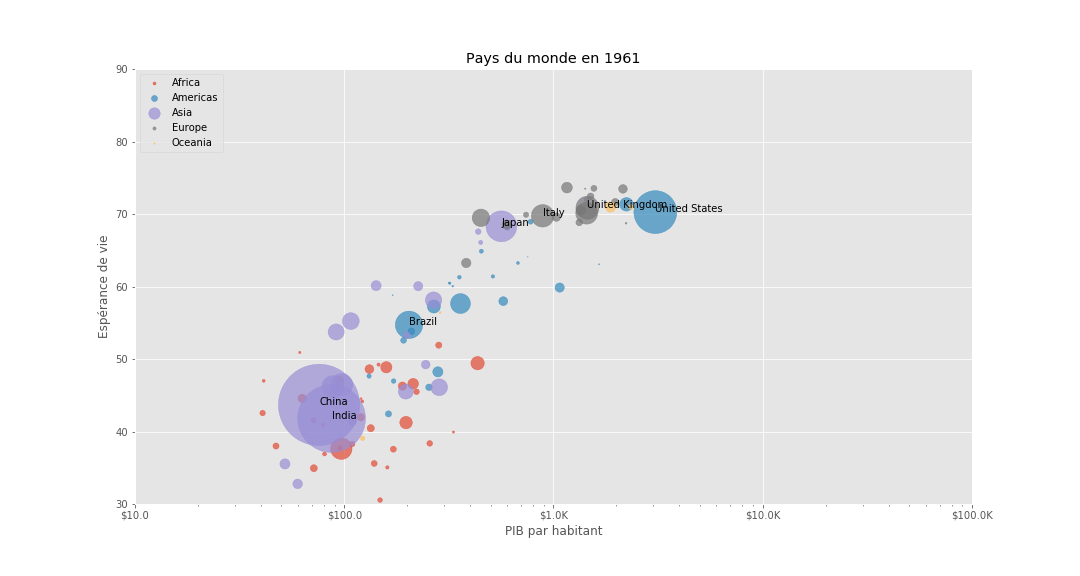 Pays du monde en 1961
Africa
Americas
Asia
Europe
Oceania
90
80
70
60
50
40
30
Espérance de vie
United Kingdom
United States
Italy
Japan
Brazil
China
India
$10.0
$100.0
$1.0K
$10.0K
$100.0K
PIB par habitant